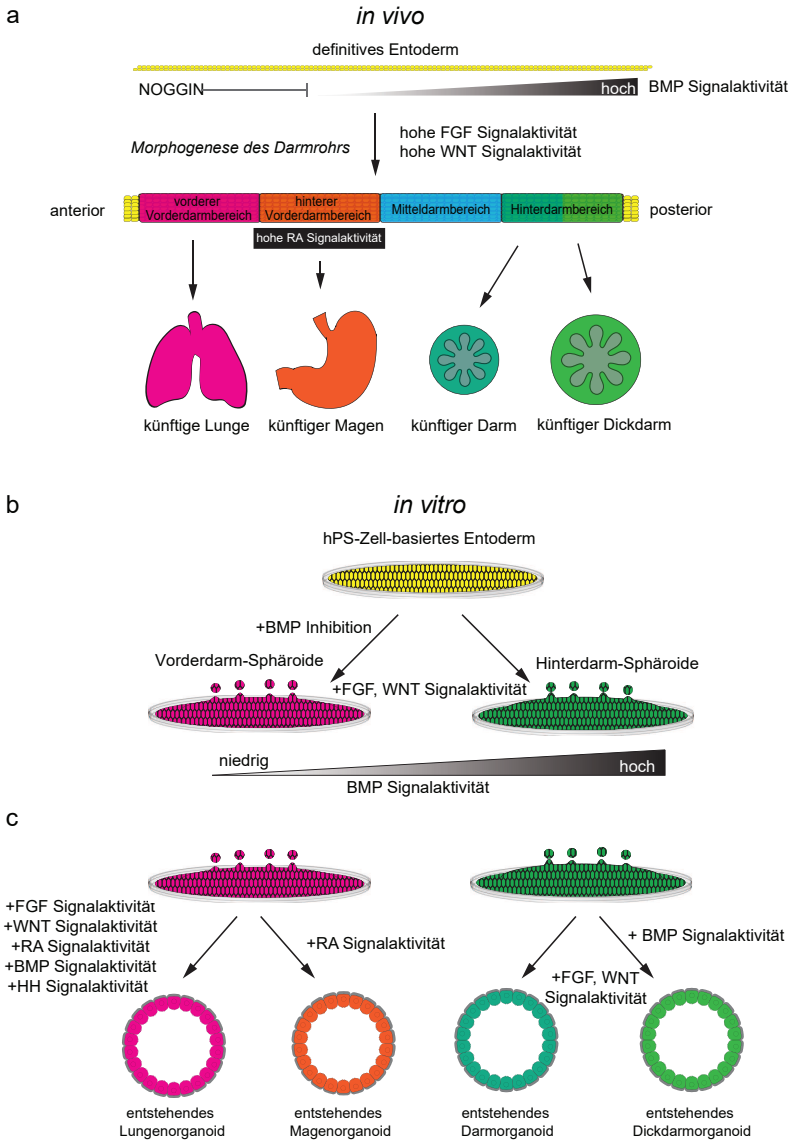 a
in vivo
definitives Entoderm
NOGGIN
hoch
BMP Signalaktivität
Morphogenese des Darmrohrs
hohe FGF Signalaktivität
hohe WNT Signalaktivität
anterior
vorderer
Vorderdarmbereich
hinterer
Vorderdarmbereich
Mitteldarmbereich
Hinterdarmbereich
posterior
hohe RA Signalaktivität
künftige Lunge
künftiger Magen
künftiger Darm
künftiger Dickdarm
b
in vitro
hPS-Zell-basiertes Entoderm
+BMP Inhibition
Vorderdarm-Sphäroide
Hinterdarm-Sphäroide
+FGF, WNT Signalaktivität
niedrig
hoch
BMP Signalaktivität
c
+FGF Signalaktivität
+WNT Signalaktivität
+RA Signalaktivität
+BMP Signalaktivität
+HH Signalaktivität
+RA Signalaktivität
+ BMP Signalaktivität
+FGF, WNT
Signalaktivität
entstehendes
Lungenorganoid
entstehendes
Magenorganoid
entstehendes
Darmorganoid
entstehendes
Dickdarmorganoid